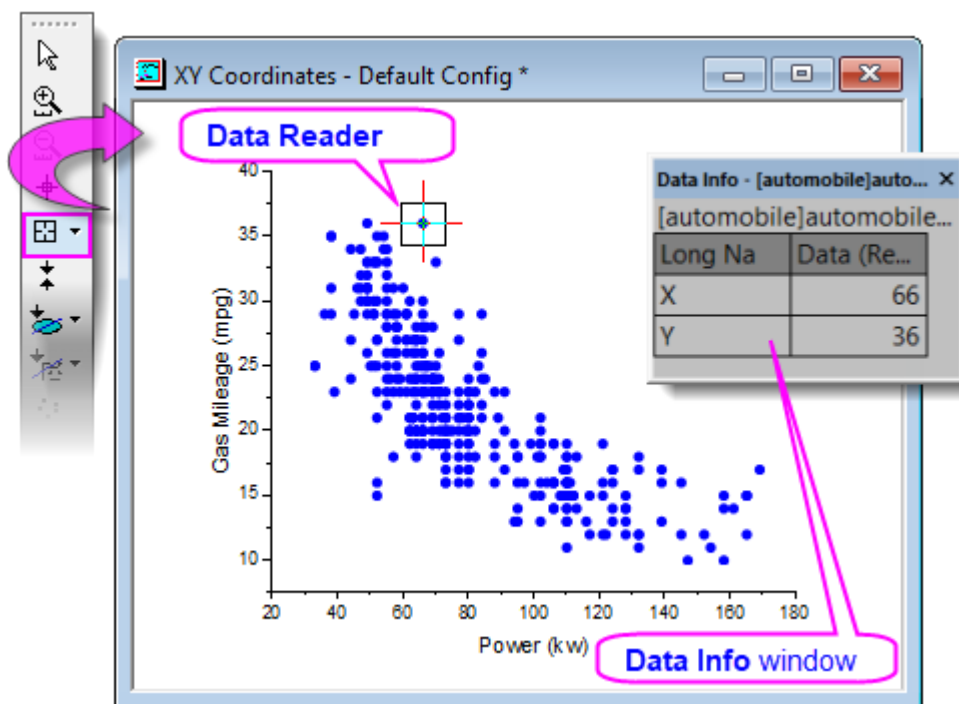 XY Coordinates - Default Config *
Data Reader
Data Info - [automobile]auto... ×
[automobile]automobile...
Long Na Data (Re...
X 66
Y 36
40
35
30
25
20
15
10
Gas Mileage (mpg)
20 40 60 80 100 120 140 160 180
Power (kw)
Data Info window